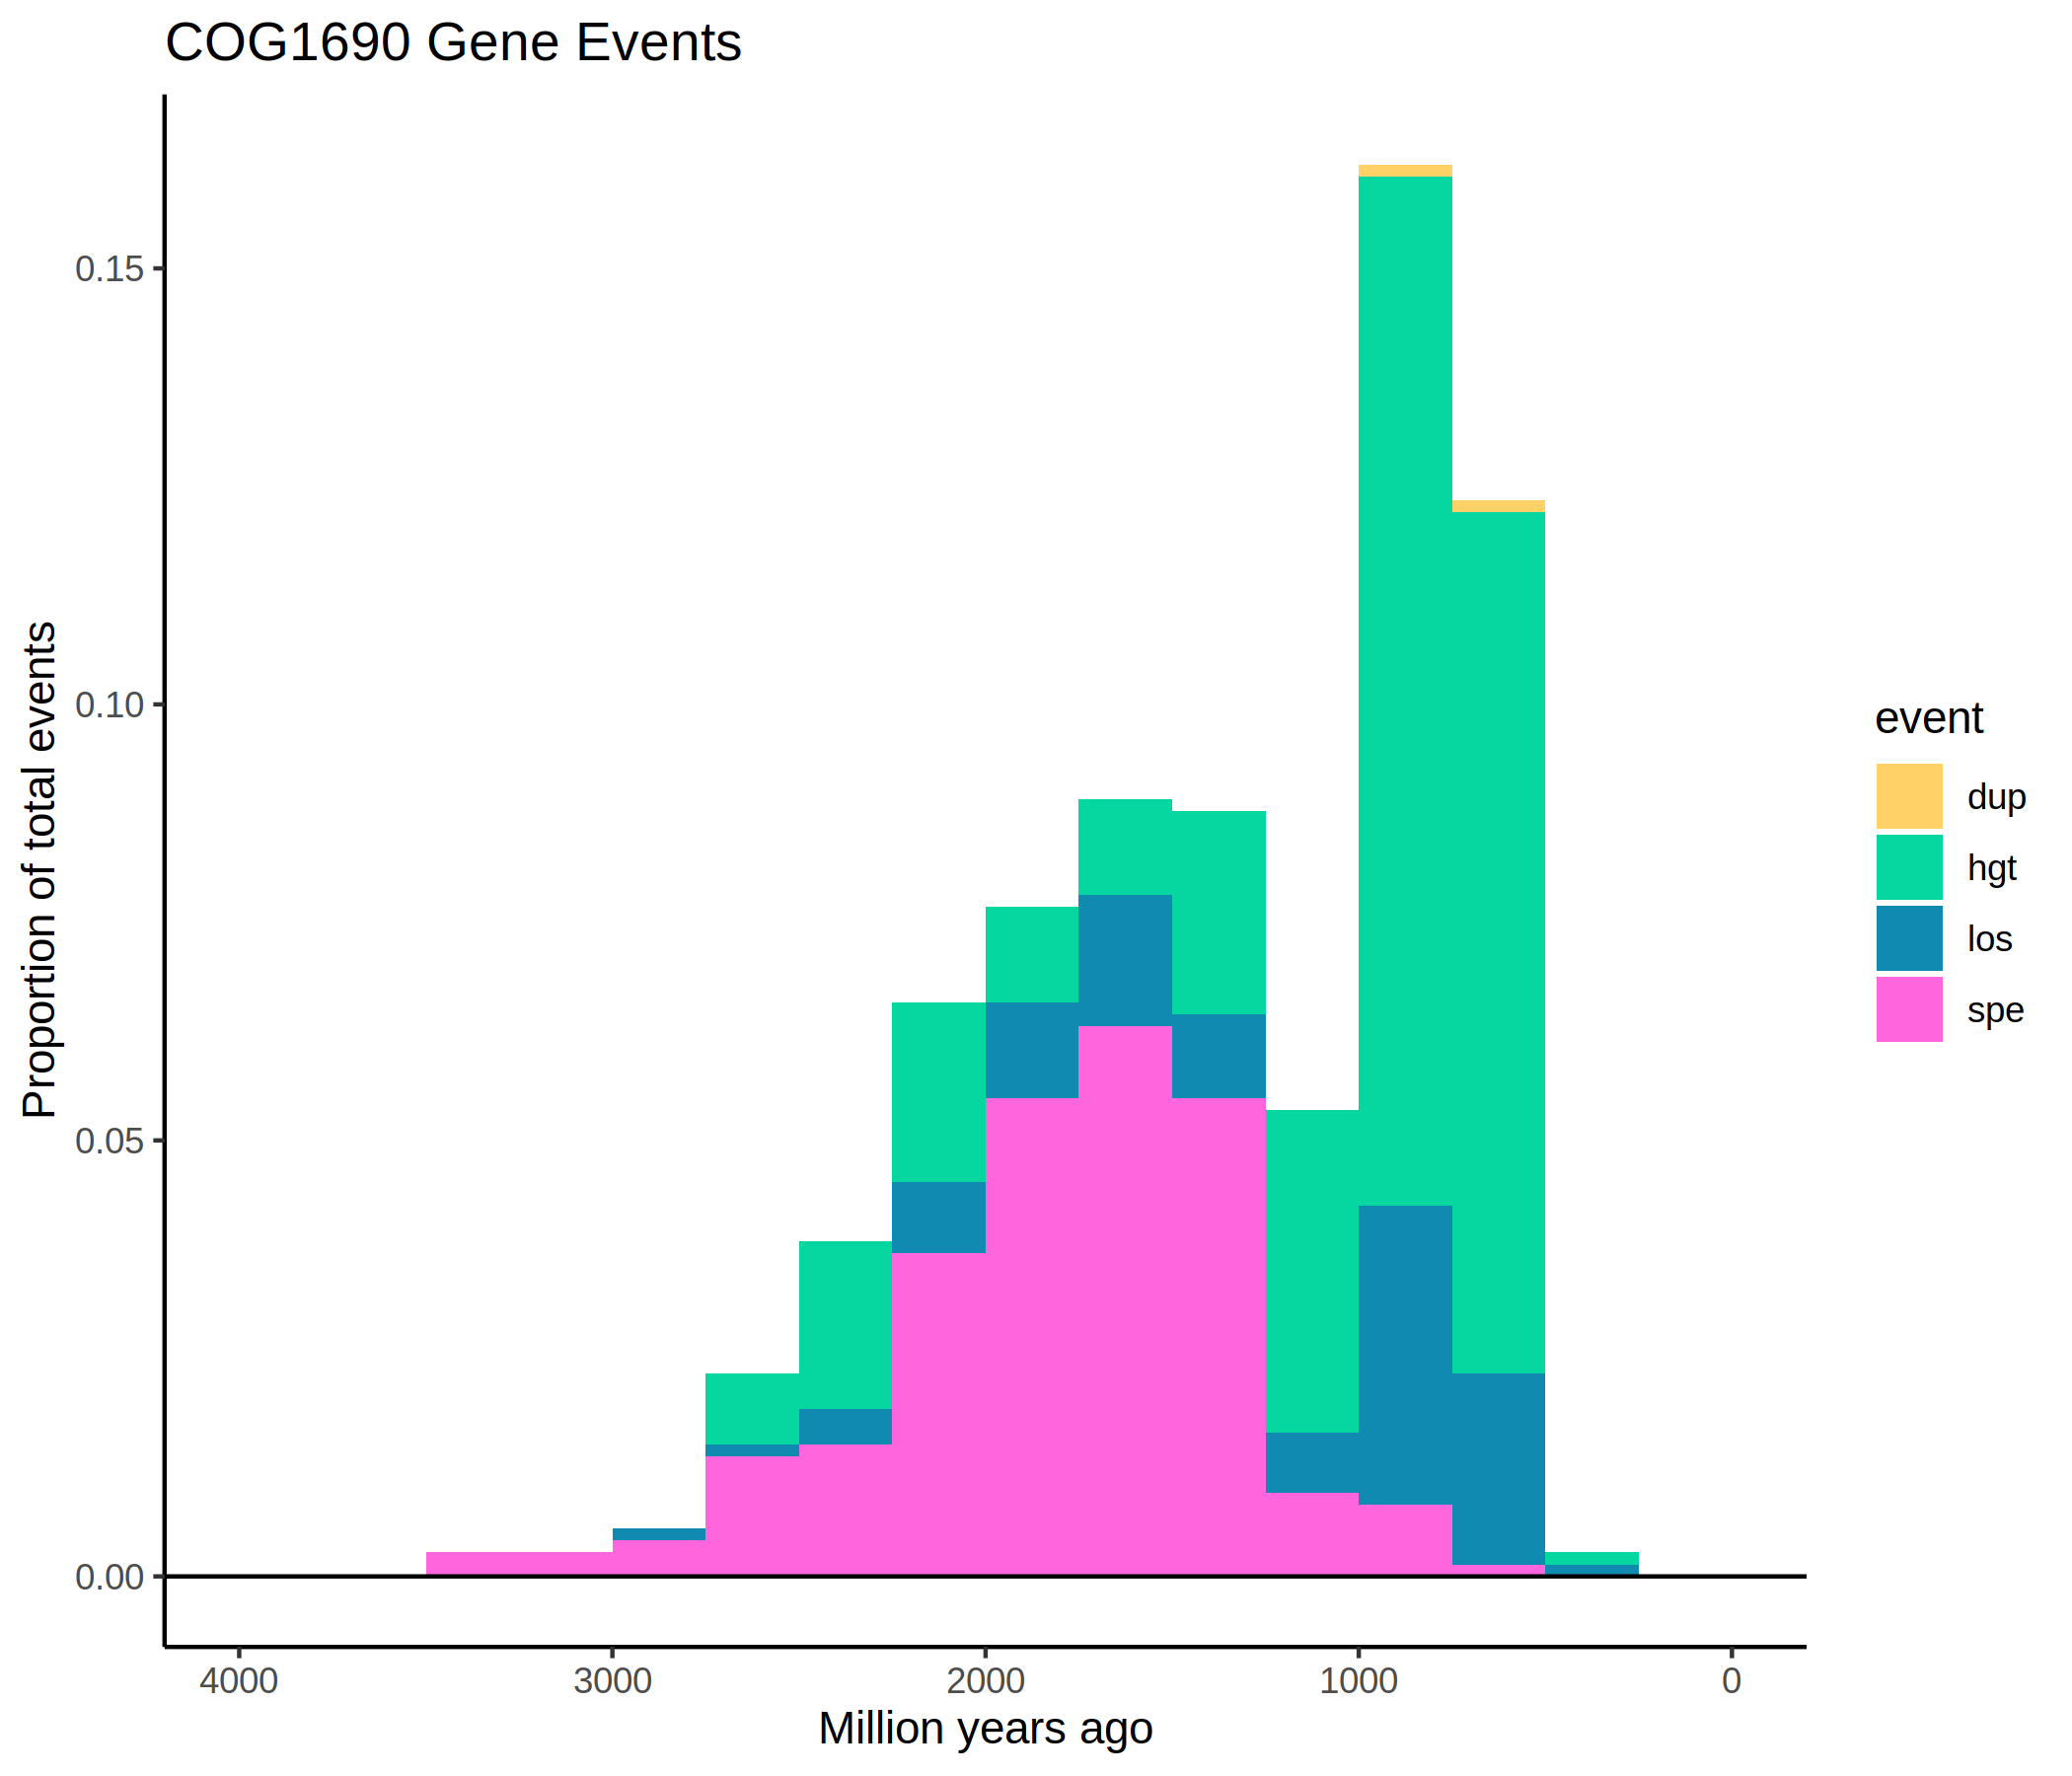 COG1690 Gene Events
Proportion of total events
0.15
0.10
0.05
0.00
4000 3000 2000 1000 0
Million years ago
event
dup
hgt
los
spe